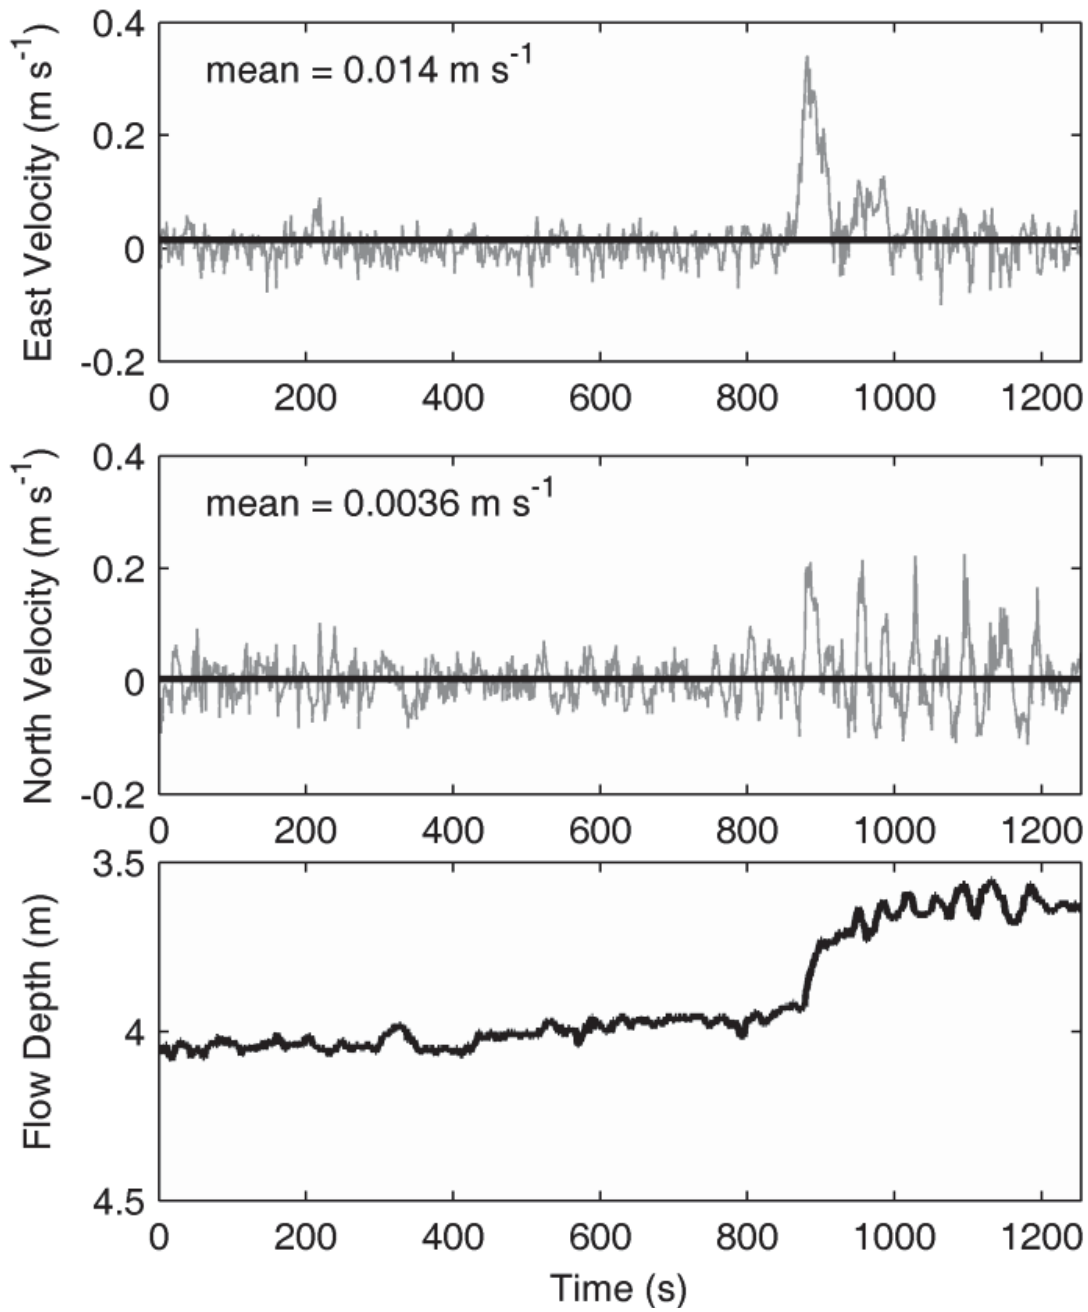 0.4
0.2
0
-0.2
East Velocity (m s-1)
mean = 0.014 m s-1
0 200 400 600 800 1000 1200
0.4
0.2
0
-0.2
North Velocity (m s-1)
mean = 0.0036 m s-1
0 200 400 600 800 1000 1200
3.5
4
4.5
Flow Depth (m)
0 200 400 600 800 1000 1200
Time (s)